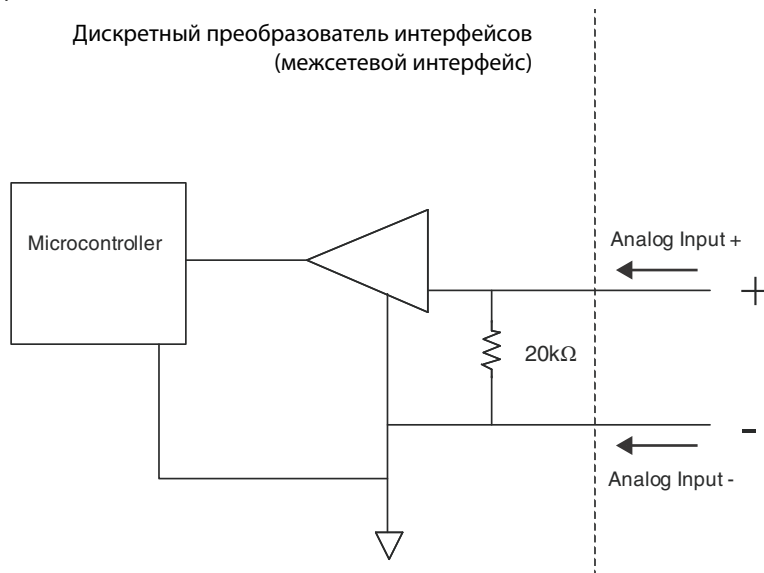 Дискретный преобразователь интерфейсов
(межсетевой интерфейс)
Microcontroller
Analog Input +
+
20kΩ
-
Analog Input -